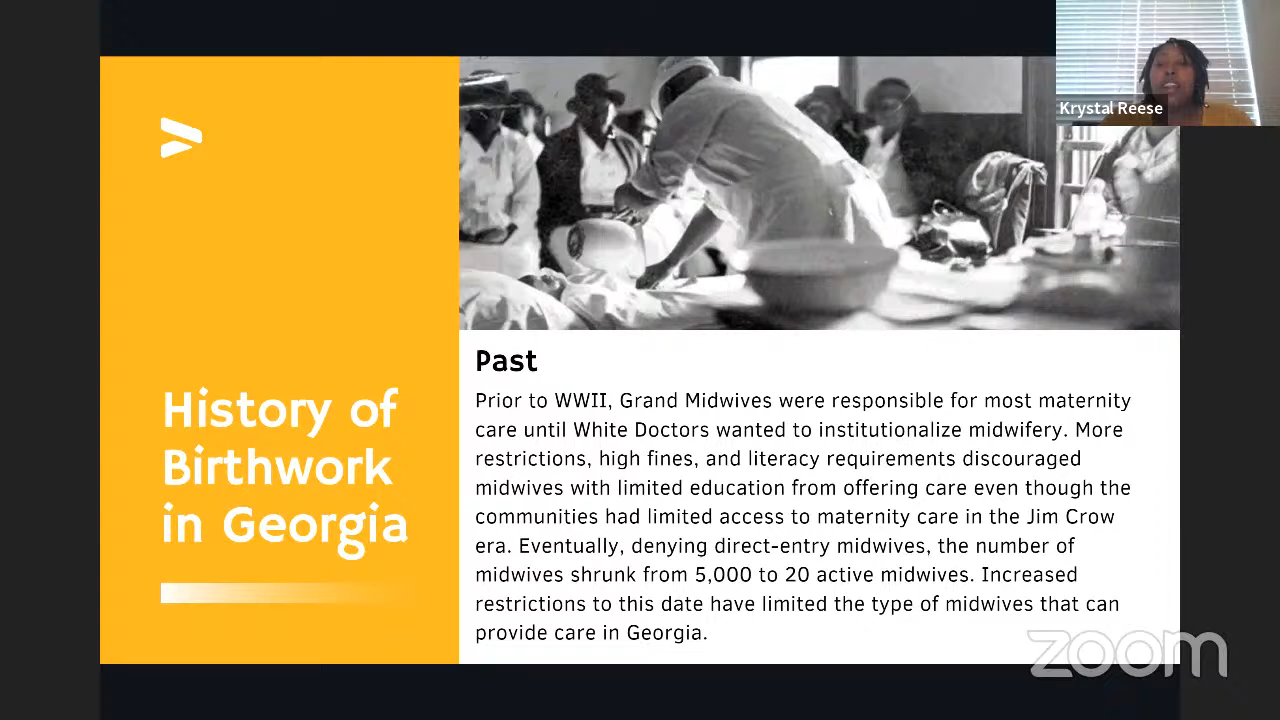 Krystal Reese
History of
Birthwork
in Georgia
Past
Prior to WWII, Grand Midwives were responsible for most maternity
care until White Doctors wanted to institutionalize midwifery. More
restrictions, high fines, and literacy requirements discouraged
midwives with limited education from offering care even though the
communities had limited access to maternity care in the Jim Crow
era. Eventually, denying direct-entry midwives, the number of
midwives shrunk from 5,000 to 20 active midwives. Increased
restrictions to this date have limited the type of midwives that can
provide care in Georgia.
zoom